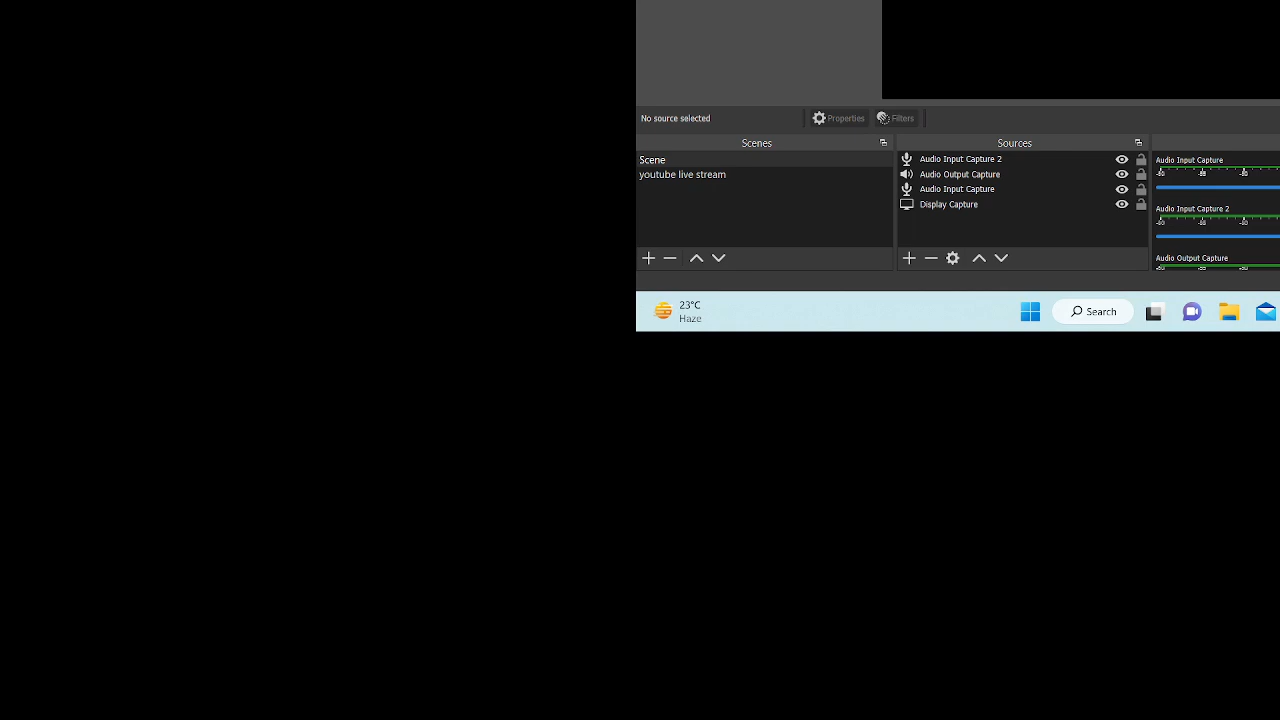 No source selected
Properties
Filters
Scenes
Sources
Scene
youtube live stream
Audio Input Capture 2
Audio Output Capture
Audio Input Capture
Display Capture
Audio Input Capture
Audio Input Capture 2
Audio Output Capture
23°C
Haze
Search